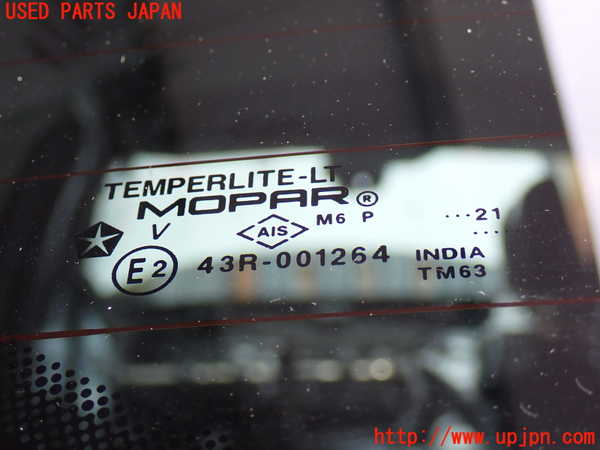 USED PARTS JAPAN
TEMPERLITE-LT
MOPAR®
V AIS M6 P ...21
...
E2 43R-001264 INDIA
TM63
http://www.upjpn.com/